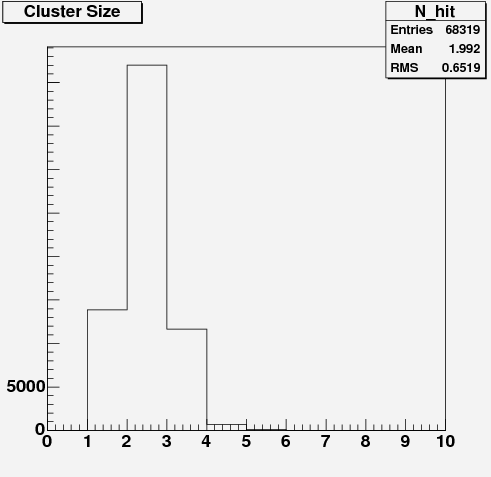 Cluster Size
N_hit
Entries 68319
Mean 1.992
RMS 0.6519
5000
0
0 1 2 3 4 5 6 7 8 9 10